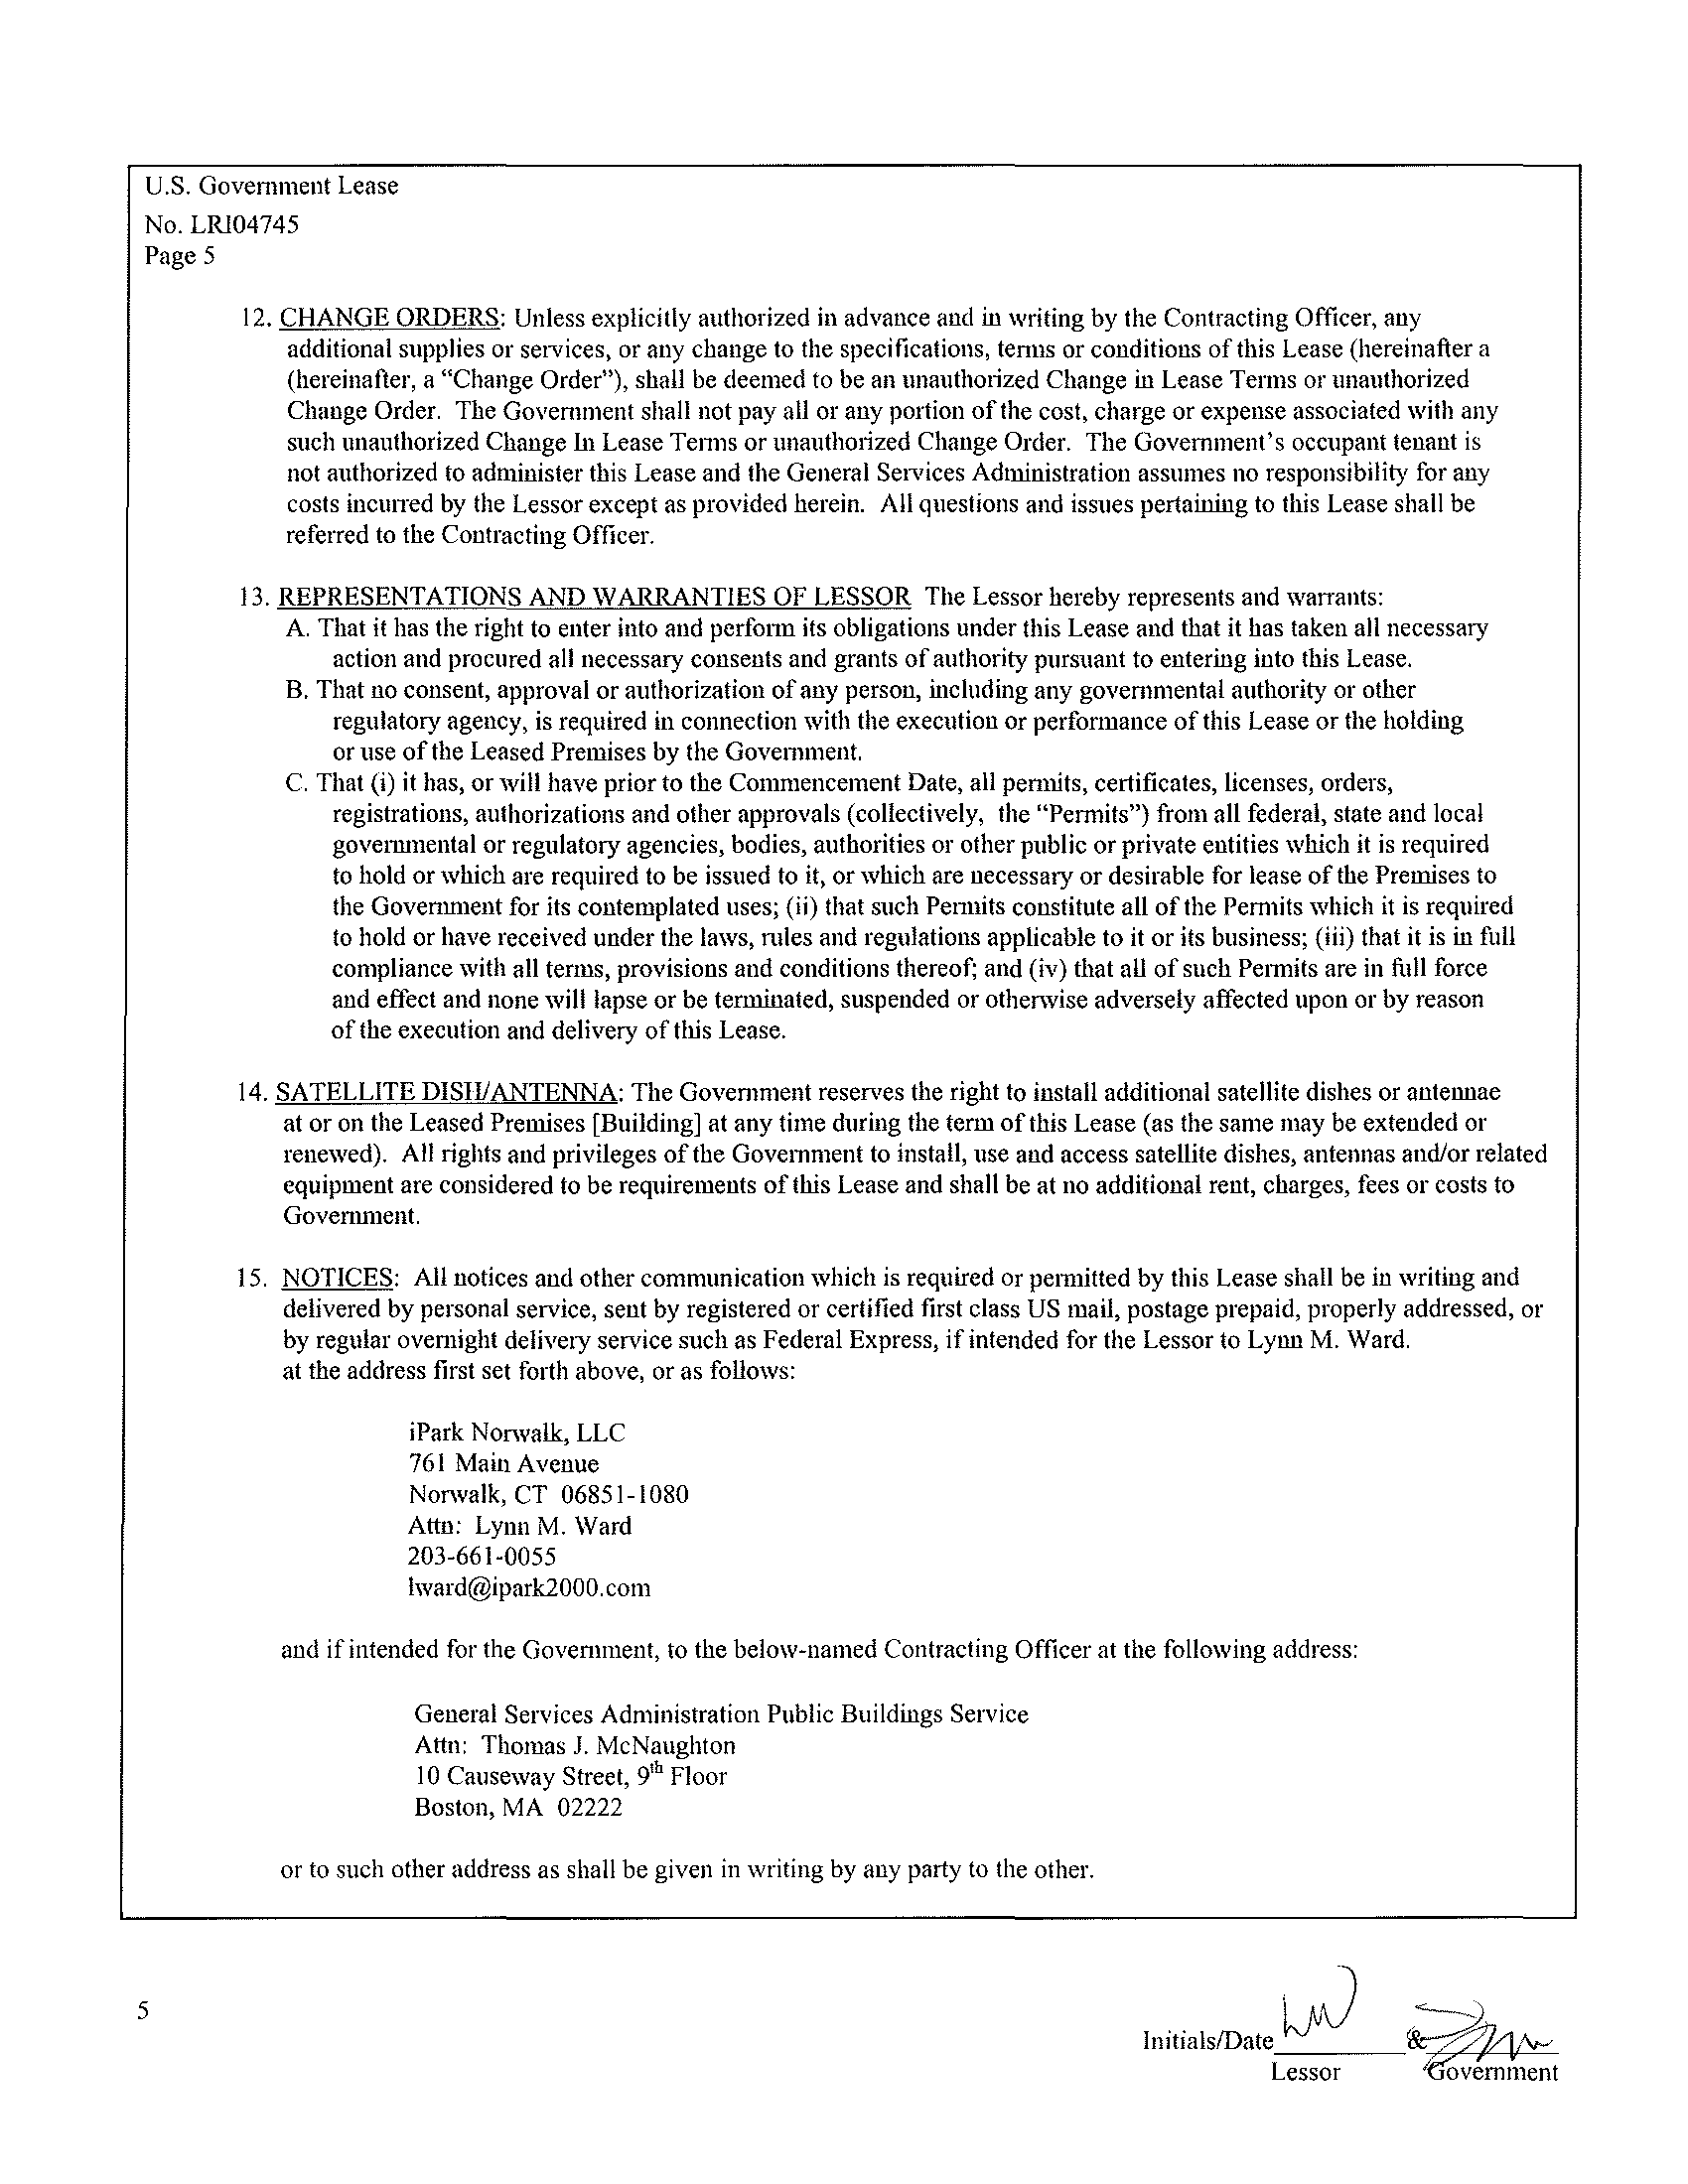 U.S. Government Lease
No. LRI04745
Page 5
12. CHANGE ORDERS: Unless explicitly authorized in advance and in writing by the Contracting Officer, any
additional supplies or services, or any change to the specifications, terms or conditions of this Lease (hereinafter a
(hereinafter, a “Change Order”), shall be deemed to be an unauthorized Change in Lease Terms or unauthorized
Change Order. The Government shall not pay all or any portion of the cost, charge or expense associated with any
such unauthorized Change In Lease Terms or unauthorized Change Order. The Government’s occupant tenant is
not authorized to administer this Lease and the General Services Administration assumes no responsibility for any
costs incurred by the Lessor except as provided herein. All questions and issues pertaining to this Lease shall be
referred to the Contracting Officer.
13. REPRESENTATIONS AND WARRANTIES OF LESSOR The Lessor hereby represents and warrants:
A. That it has the right to enter into and perform its obligations under this Lease and that it has taken all necessary
action and procured all necessary consents and grants of authority pursuant to entering into this Lease.
B. That no consent, approval or authorization of any person, including any governmental authority or other
regulatory agency, is required in connection with the execution or performance of this Lease or the holding
or use of the Leased Premises by the Government.
C. That (i) it has, or will have prior to the Commencement Date, all permits, certificates, licenses, orders,
registrations, authorizations and other approvals (collectively, the “Permits”) from all federal, state and local
governmental or regulatory agencies, bodies, authorities or other public or private entities which it is required
to hold or which are required to be issued to it, or which are necessary or desirable for lease of the Premises to
the Government for its contemplated uses; (ii) that such Permits constitute all of the Permits which it is required
to hold or have received under the laws, rules and regulations applicable to it or its business; (iii) that it is in full
compliance with all terms, provisions and conditions thereof; and (iv) that all of such Permits are in full force
and effect and none will lapse or be terminated, suspended or otherwise adversely affected upon or by reason
of the execution and delivery of this Lease.
14. SATELLITE DISH/ANTENNA: The Government reserves the right to install additional satellite dishes or antennae
at or on the Leased Premises [Building] at any time during the term of this Lease (as the same may be extended or
renewed). All rights and privileges of the Government to install, use and access satellite dishes, antennas and/or related
equipment are considered to be requirements of this Lease and shall be at no additional rent, charges, fees or costs to
Government.
15. NOTICES: All notices and other communication which is required or permitted by this Lease shall be in writing and
delivered by personal service, sent by registered or certified first class US mail, postage prepaid, properly addressed, or
by regular overnight delivery service such as Federal Express, if intended for the Lessor to Lynn M. Ward.
at the address first set forth above, or as follows:
iPark Norwalk, LLC
761 Main Avenue
Norwalk, CT 06851-1080
Attn: Lynn M. Ward
203-661-0055
lward@ipark2000.com
and if intended for the Government, to the below-named Contracting Officer at the following address:
General Services Administration Public Buildings Service
Attn: Thomas J. McNaughton
10 Causeway Street, 9th Floor
Boston, MA 02222
or to such other address as shall be given in writing by any party to the other.
5
Initials/Date LW &
Lessor Government